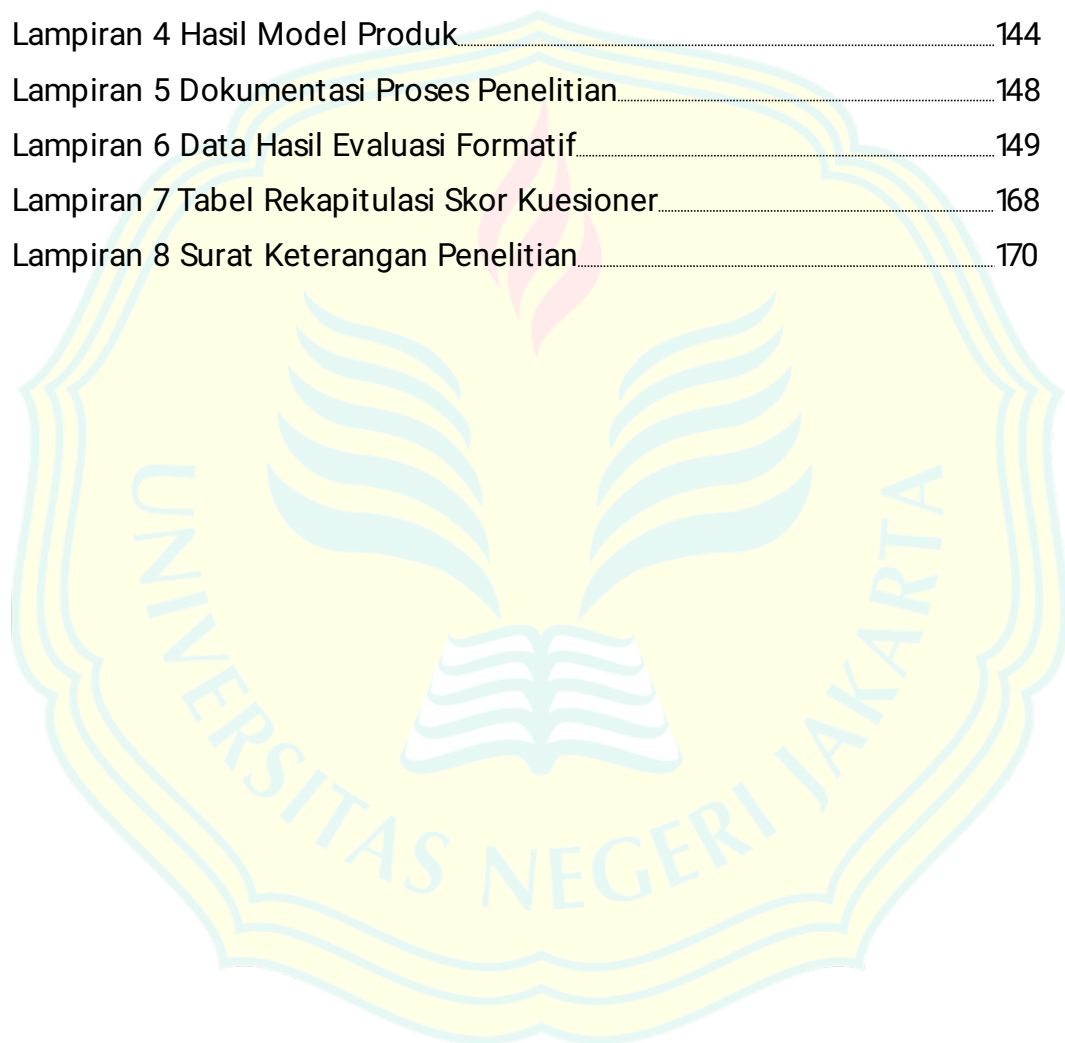 Lampiran 4 Hasil Model Produk 144
Lampiran 5 Dokumentasi Proses Penelitian 148
Lampiran 6 Data Hasil Evaluasi Formatif 149
Lampiran 7 Tabel Rekapitulasi Skor Kuesioner 168
Lampiran 8 Surat Keterangan Penelitian 170
UNIVERSITAS NEGERI JAKARTA